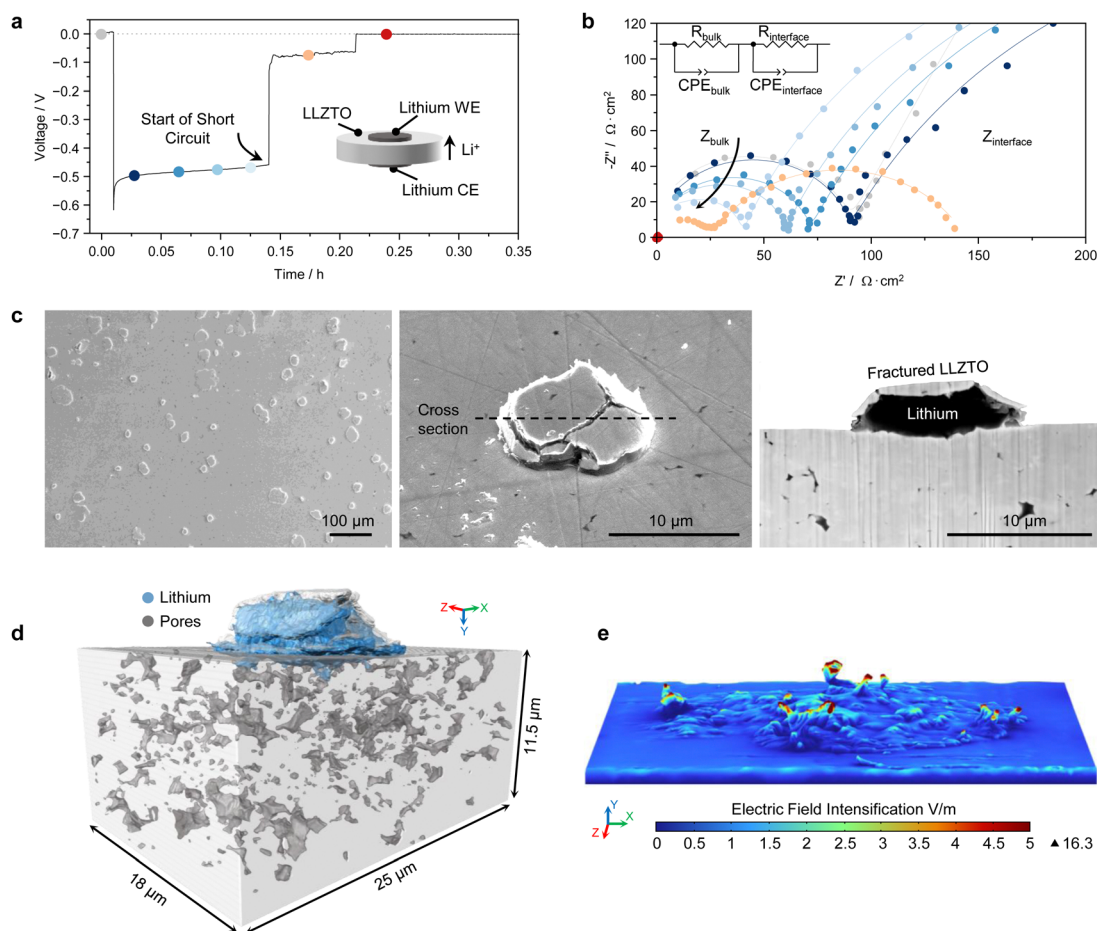 a
Voltage / V
0.0
−0.1
−0.2
−0.3
−0.4
−0.5
−0.6
−0.7
0.00
0.05
0.10
0.15
0.20
0.25
0.30
0.35
Time / h
Start of Short
Circuit
LLZTO
Lithium WE
Li⁺
Lithium CE
b
-Z'' / Ω·cm²
-120
100
80
60
40
20
0
0
50
100
150
200
Z' / Ω·cm²
R_bulk
R_interface
CPE_bulk
CPE_interface
Z_bulk
Z_interface
c
100 µm
Cross
section
10 µm
Fractured LLZTO
Lithium
10 µm
d
Lithium
Pores
Z
X
Y
11.5 µm
18 µm
25 µm
e
Y
X
Z
Electric Field Intensification V/m
0 0.5 1 1.5 2 2.5 3 3.5 4 4.5 5 ▲ 16.3